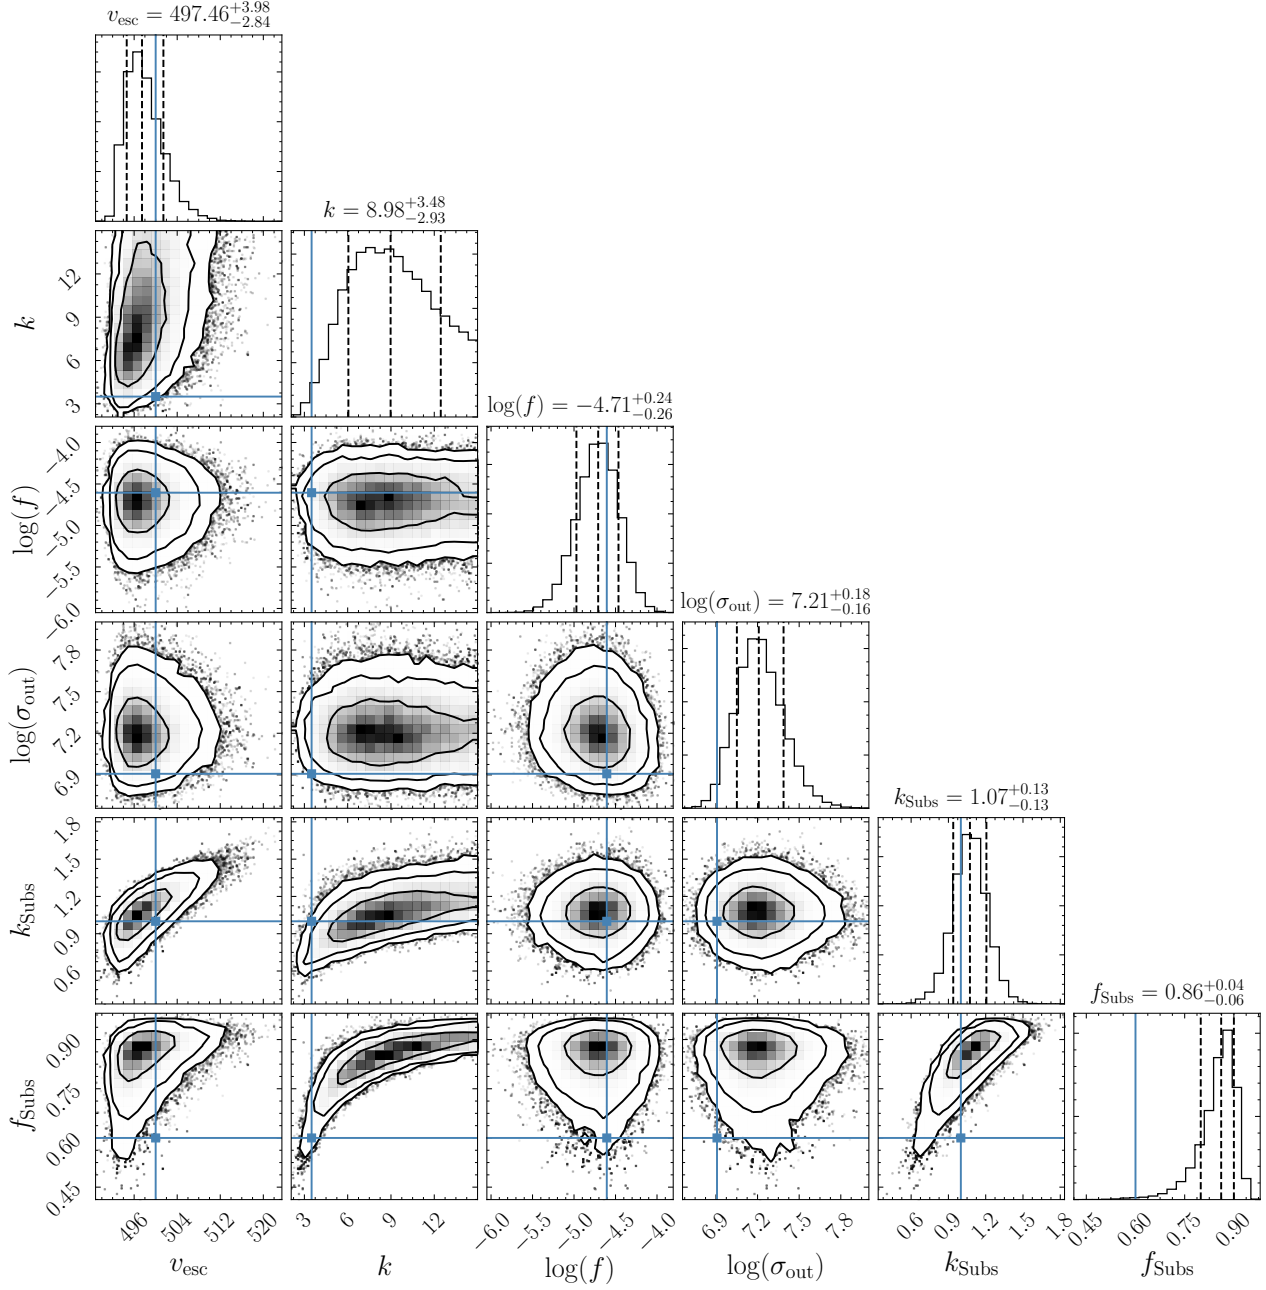 v_esc = 497.46^{+3.98}_{-2.84}
k = 8.98^{+3.48}_{-2.93}
12
9
6
3
k
log(f) = −4.71^{+0.24}_{-0.26}
−4.0
−4.5
−5.0
−5.5
−6.0
log(f)
log(σ_out) = 7.21^{+0.18}_{-0.16}
7.8
7.5
7.2
6.9
log(σ_out)
k_Subs = 1.07^{+0.13}_{-0.13}
1.8
1.5
1.2
0.9
0.6
k_Subs
f_Subs = 0.86^{+0.04}_{-0.06}
0.90
0.75
0.60
0.45
f_Subs
496 504 512 520
3 6 9 12
−6.0 −5.5 −5.0 −4.5 −4.0
6.9 7.2 7.5 7.8
0.6 0.9 1.2 1.5 1.8
0.45 0.60 0.75 0.90
v_esc
k
log(f)
log(σ_out)
k_Subs
f_Subs